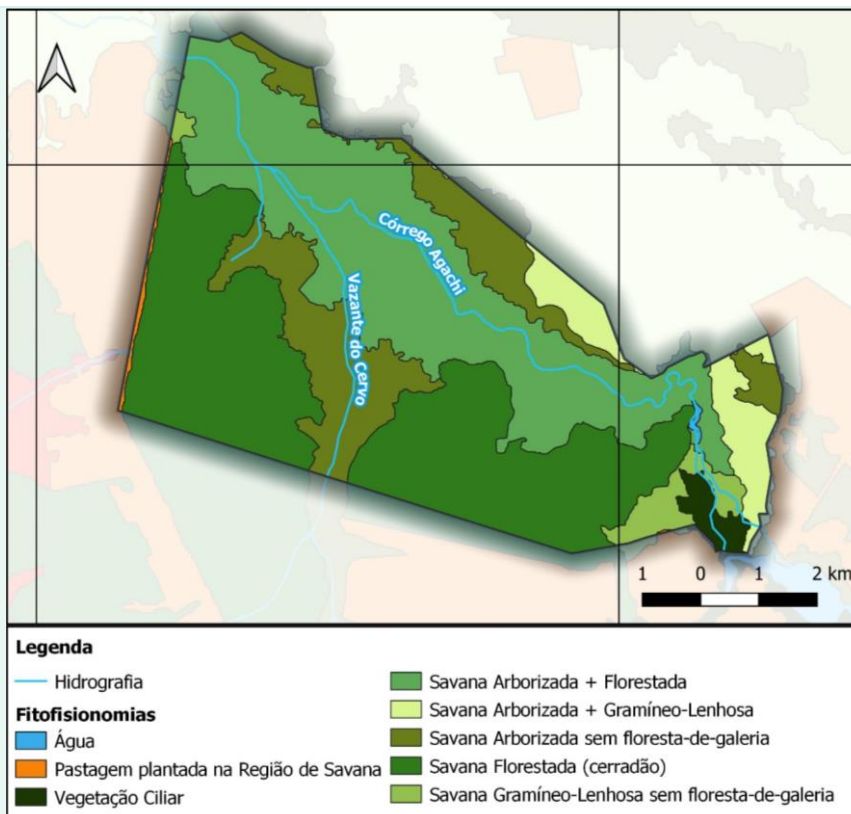 Córrego Agachi
Vazante do Cervo
1 0 1 2 km
Legenda
Hidrografia
Fitofisionomias
Água
Pastagem plantada na Região de Savana
Vegetação Ciliar
Savana Arborizada + Florestada
Savana Arborizada + Gramíneo-Lenhosa
Savana Arborizada sem floresta-de-galeria
Savana Florestada (cerradão)
Savana Gramíneo-Lenhosa sem floresta-de-galeria